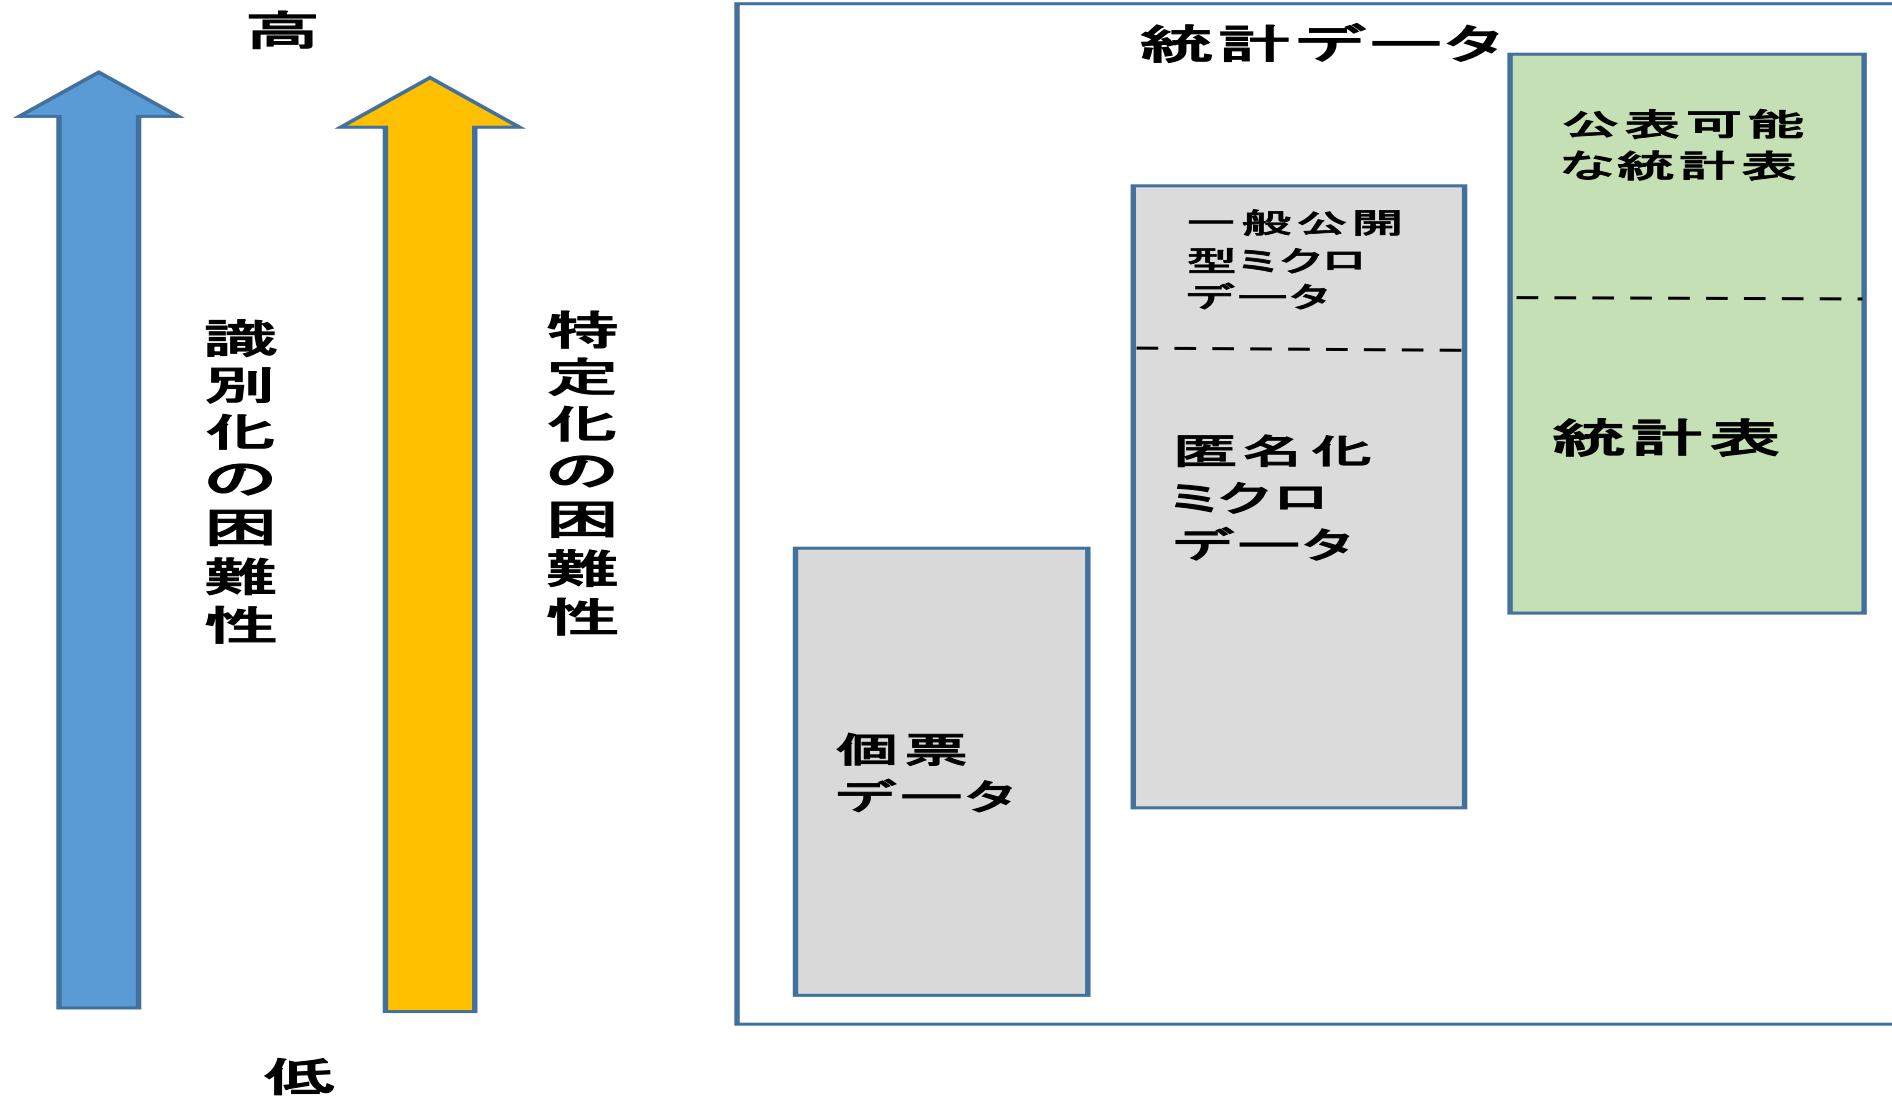 高
識別化の困難性
特定化の困難性
低
統計データ
個票
データ
一般公開
型ミクロ
データ
匿名化
ミクロ
データ
公表可能
な統計表
統計表